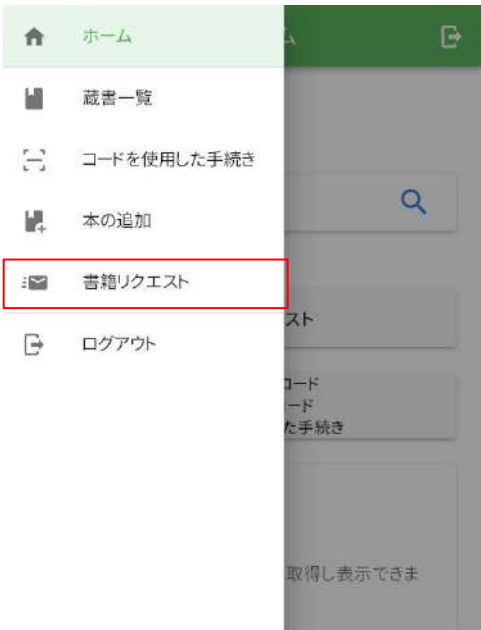 ホーム
蔵書一覧
コードを使用した手続き
本の追加
書籍リクエスト
ログアウト
ム
スト
コード
ード
た手続き
取得し表示できま